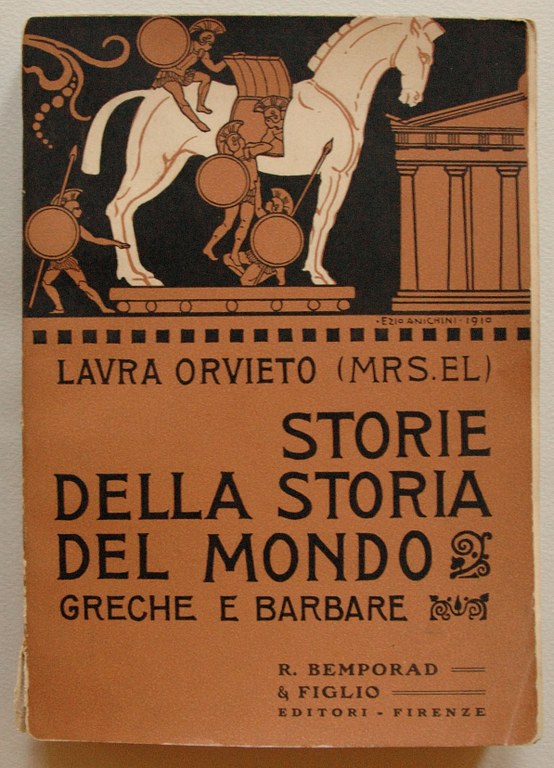 ·EZIO ANICHINI·1910
LAVRA ORVIETO (MRS. EL)
STORIE
DELLA STORIA
DEL MONDO
GRECHE E BARBARE
R. BEMPORAD
& FIGLIO
EDITORI - FIRENZE